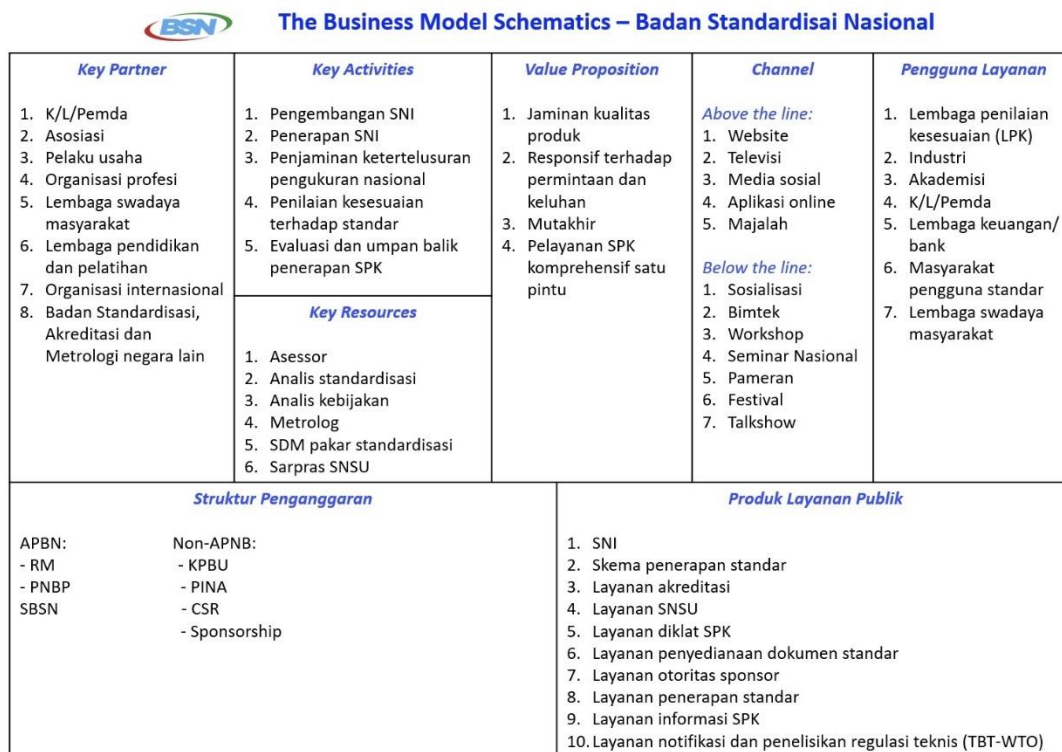 BSN
The Business Model Schematics – Badan Standardisai Nasional
Key Partner
1. K/L/Pemda
2. Asosiasi
3. Pelaku usaha
4. Organisasi profesi
5. Lembaga swadaya
masyarakat
6. Lembaga pendidikan
dan pelatihan
7. Organisasi internasional
8. Badan Standardisasi,
Akreditasi dan
Metrologi negara lain
Key Activities
1. Pengembangan SNI
2. Penerapan SNI
3. Penjaminan ketertelusuran
pengukuran nasional
4. Penilaian kesesuaian
terhadap standar
5. Evaluasi dan umpan balik
penerapan SPK
Key Resources
1. Asessor
2. Analis standardisasi
3. Analis kebijakan
4. Metrolog
5. SDM pakar standardisasi
6. Sarpras SNSU
Value Proposition
1. Jaminan kualitas
produk
2. Responsif terhadap
permintaan dan
keluhan
3. Mutakhir
4. Pelayanan SPK
komprehensif satu
pintu
Channel
Above the line:
1. Website
2. Televisi
3. Media sosial
4. Aplikasi online
5. Majalah
Below the line:
1. Sosialisasi
2. Bimtek
3. Workshop
4. Seminar Nasional
5. Pameran
6. Festival
7. Talkshow
Pengguna Layanan
1. Lembaga penilaian
kesesuaian (LPK)
2. Industri
3. Akademisi
4. K/L/Pemda
5. Lembaga keuangan/
bank
6. Masyarakat
pengguna standar
7. Lembaga swadaya
masyarakat
Struktur Penganggaran
APBN:
- RM
- PNBP
SBSN
Non-APNB:
- KPBU
- PINA
- CSR
- Sponsorship
Produk Layanan Publik
1. SNI
2. Skema penerapan standar
3. Layanan akreditasi
4. Layanan SNSU
5. Layanan diklat SPK
6. Layanan penyedianaan dokumen standar
7. Layanan otoritas sponsor
8. Layanan penerapan standar
9. Layanan informasi SPK
10. Layanan notifikasi dan penelisikan regulasi teknis (TBT-WTO)